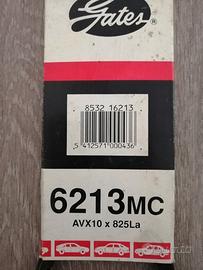 Gates®
8532 16213
5 412571 000436
6213MC
AVX10 x 825La